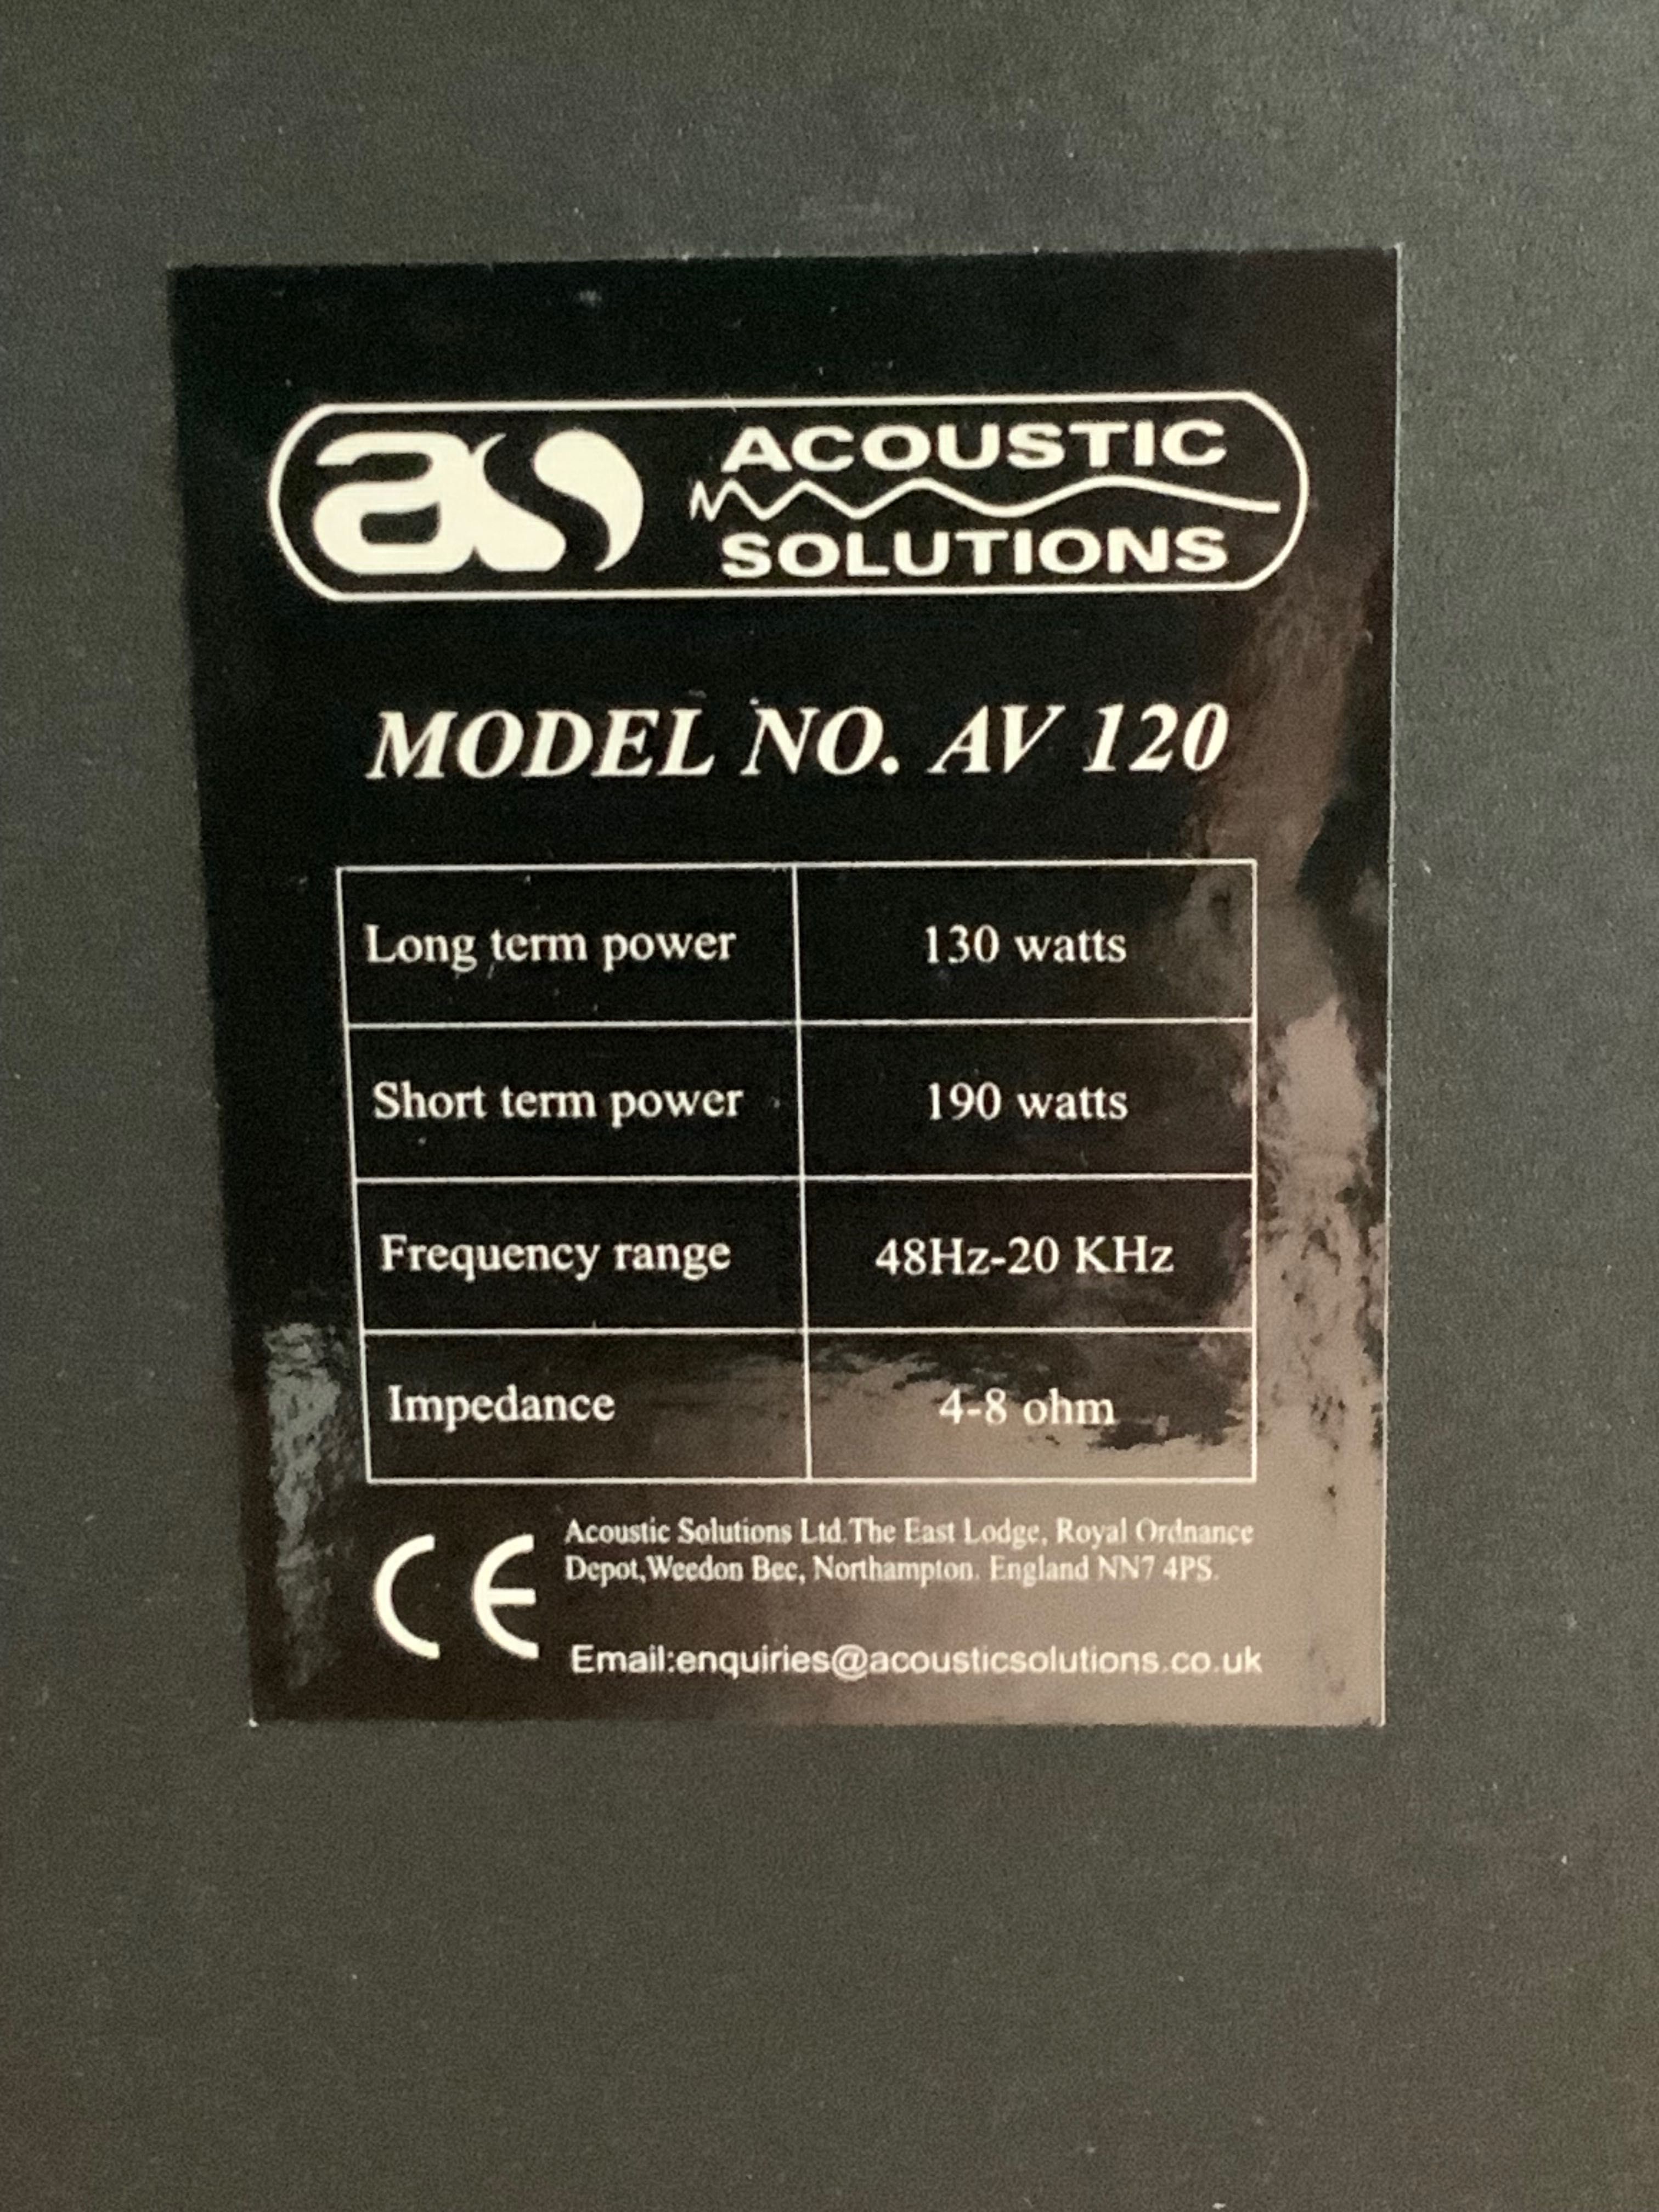 as ACOUSTIC
SOLUTIONS
MODEL NO. AV 120
Long term power 130 watts
Short term power 190 watts
Frequency range 48Hz-20 KHz
Impedance 4-8 ohm
CE
Acoustic Solutions Ltd.The East Lodge, Royal Ordnance
Depot,Weedon Bec, Northampton. England NN7 4PS.
Email:enquiries@acousticsolutions.co.uk